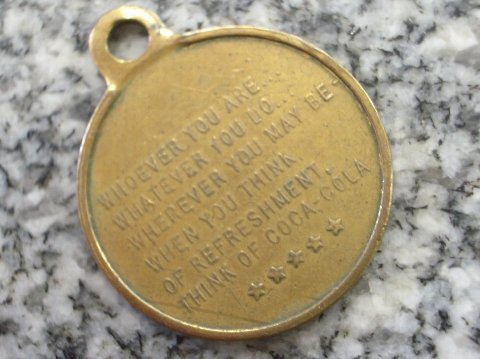 WHOEVER YOU ARE...
WHATEVER YOU DO...
WHEREVER YOU MAY BE-
WHEN YOU THINK
OF REFRESHMENT
THINK OF COCA-COLA